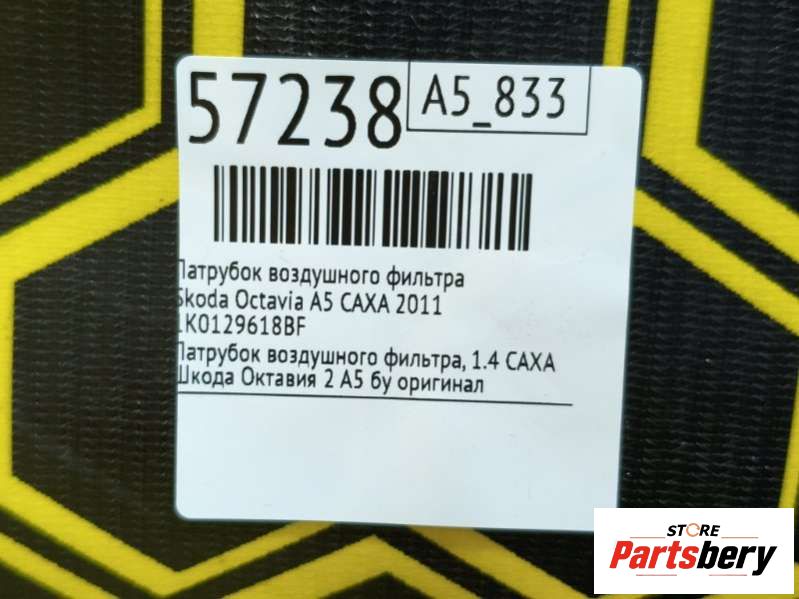 57238
A5_833
Патрубок воздушного фильтра
Skoda Octavia A5 CAXA 2011
1K0129618BF
Патрубок воздушного фильтра, 1.4 CAXA
Шкода Октавия 2 А5 бу оригинал
STORE
Partsbery